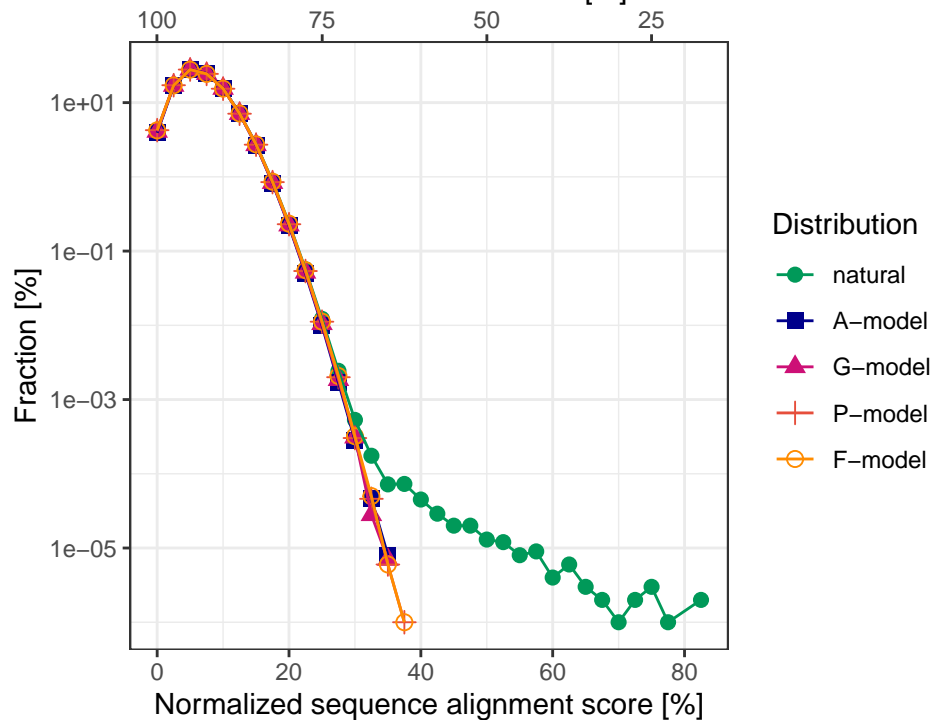 100 75 50 25
1e+01
1e−01
1e−03
1e−05
Fraction [%]
0 20 40 60 80
Normalized sequence alignment score [%]
Distribution
natural
A−model
G−model
P−model
F−model